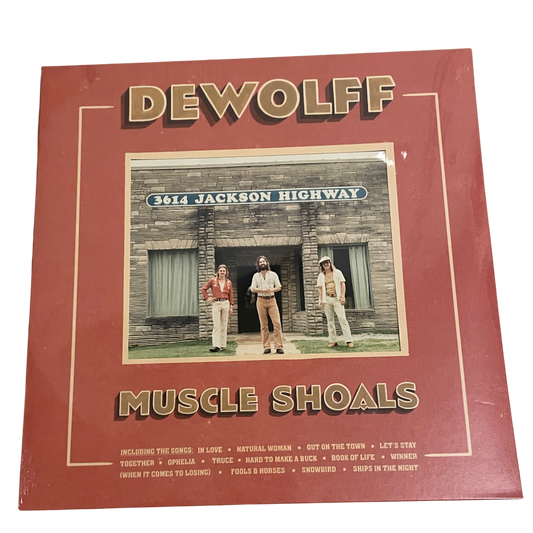 DEWOLFF
3614 JACKSON HIGHWAY
MUSCLE SHOALS
INCLUDING THE SONGS: IN LOVE • NATURAL WOMAN • OUT ON THE TOWN • LET'S STAY
TOGETHER • OPHELIA • TRUCE • HARD TO MAKE A BUCK • BOOK OF LIFE • WINNER
(WHEN IT COMES TO LOSING) • FOOLS & HORSES • SNOWBIRD • SHIPS IN THE NIGHT